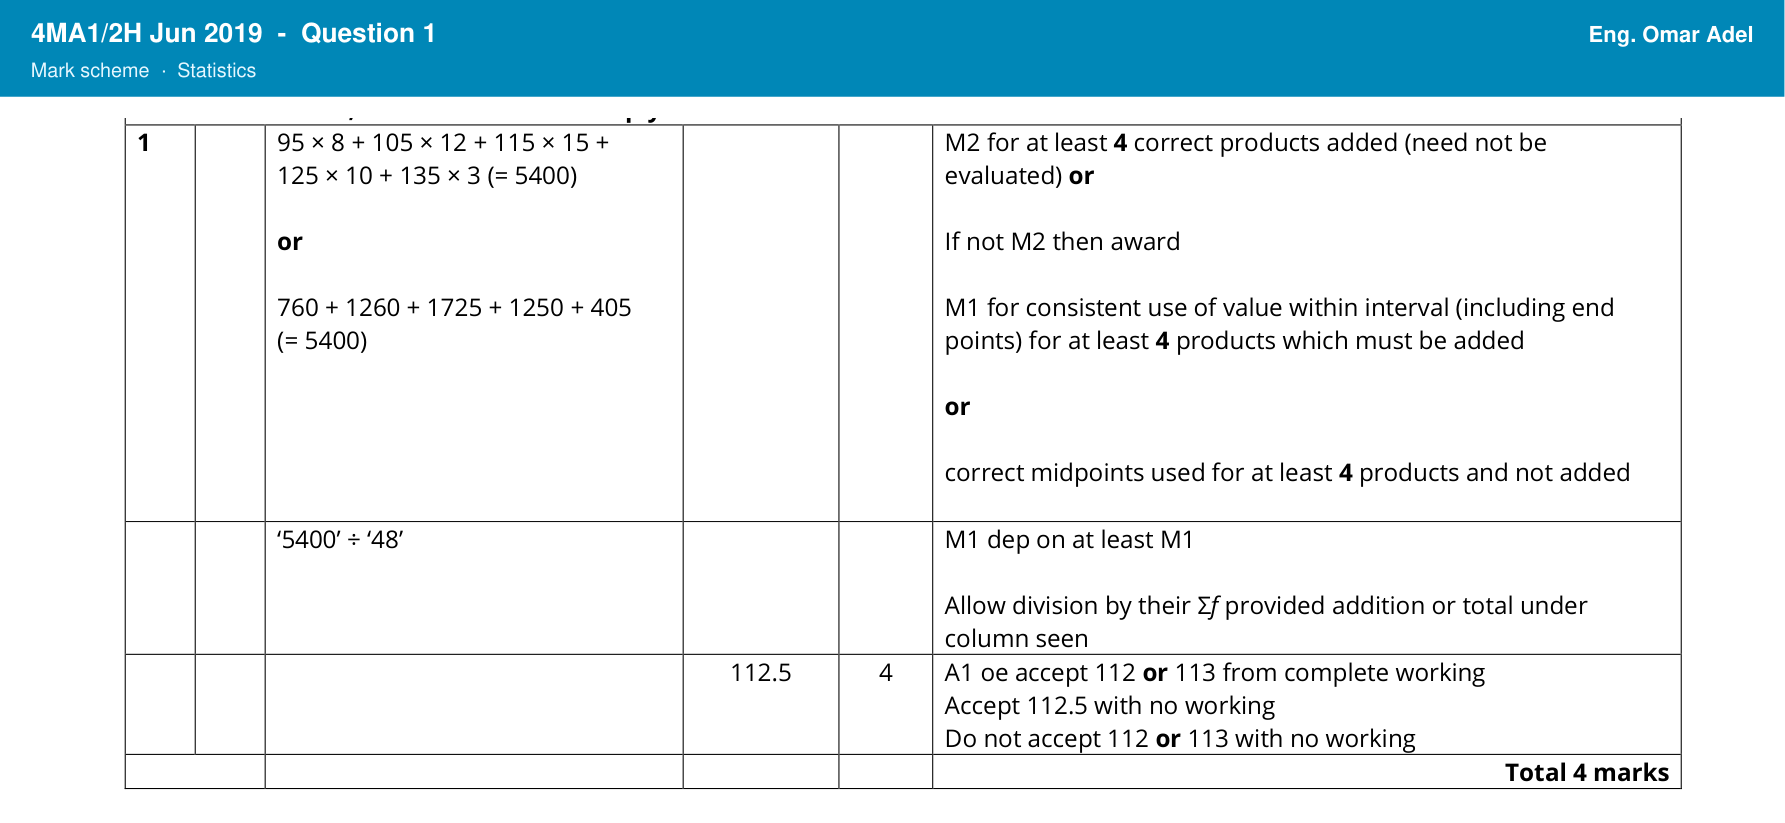 4MA1/2H Jun 2019 - Question 1
Eng. Omar Adel
Mark scheme · Statistics
1
95 × 8 + 105 × 12 + 115 × 15 +
125 × 10 + 135 × 3 (= 5400)
or
760 + 1260 + 1725 + 1250 + 405
(= 5400)
M2 for at least 4 correct products added (need not be
evaluated) or
If not M2 then award
M1 for consistent use of value within interval (including end
points) for at least 4 products which must be added
or
correct midpoints used for at least 4 products and not added
‘5400’ ÷ ‘48’
M1 dep on at least M1
Allow division by their Σf provided addition or total under
column seen
112.5
4
A1 oe accept 112 or 113 from complete working
Accept 112.5 with no working
Do not accept 112 or 113 with no working
Total 4 marks